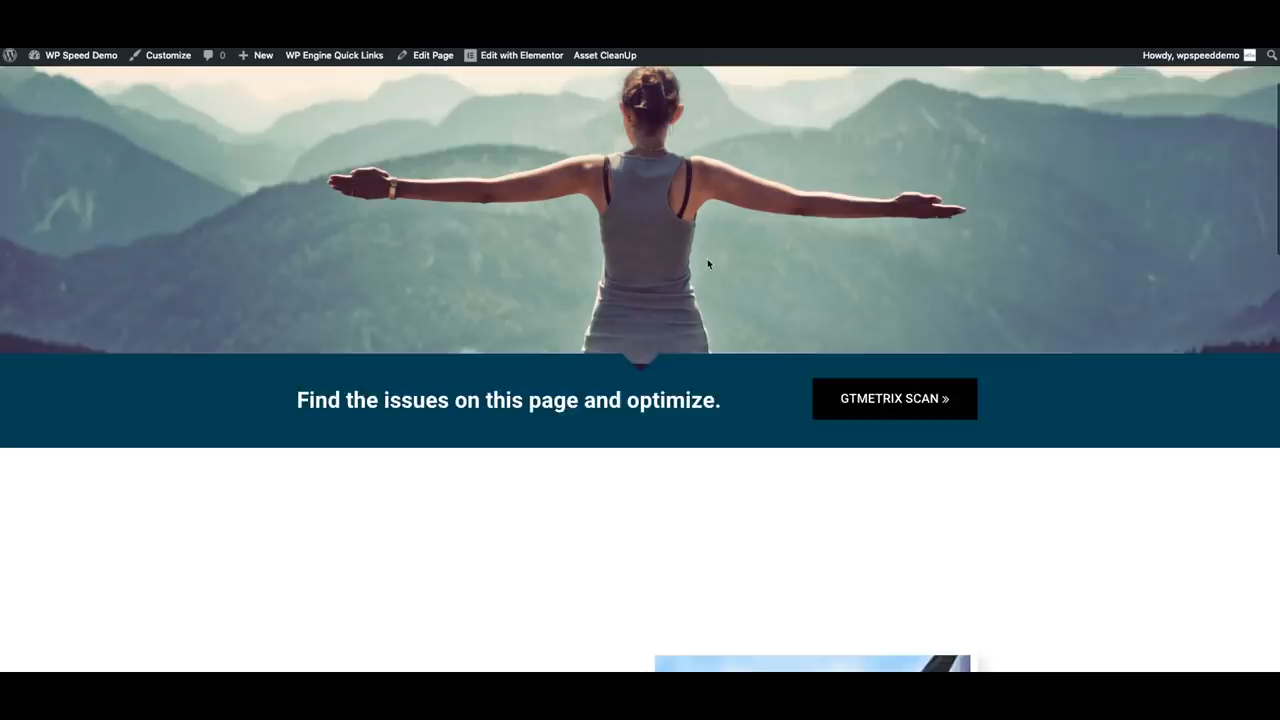 WP Speed Demo Customize 0 New WP Engine Quick Links Edit Page Edit with Elementor Asset CleanUp Howdy, wpspeeddemo
Find the issues on this page and optimize.
GTMETRIX SCAN »